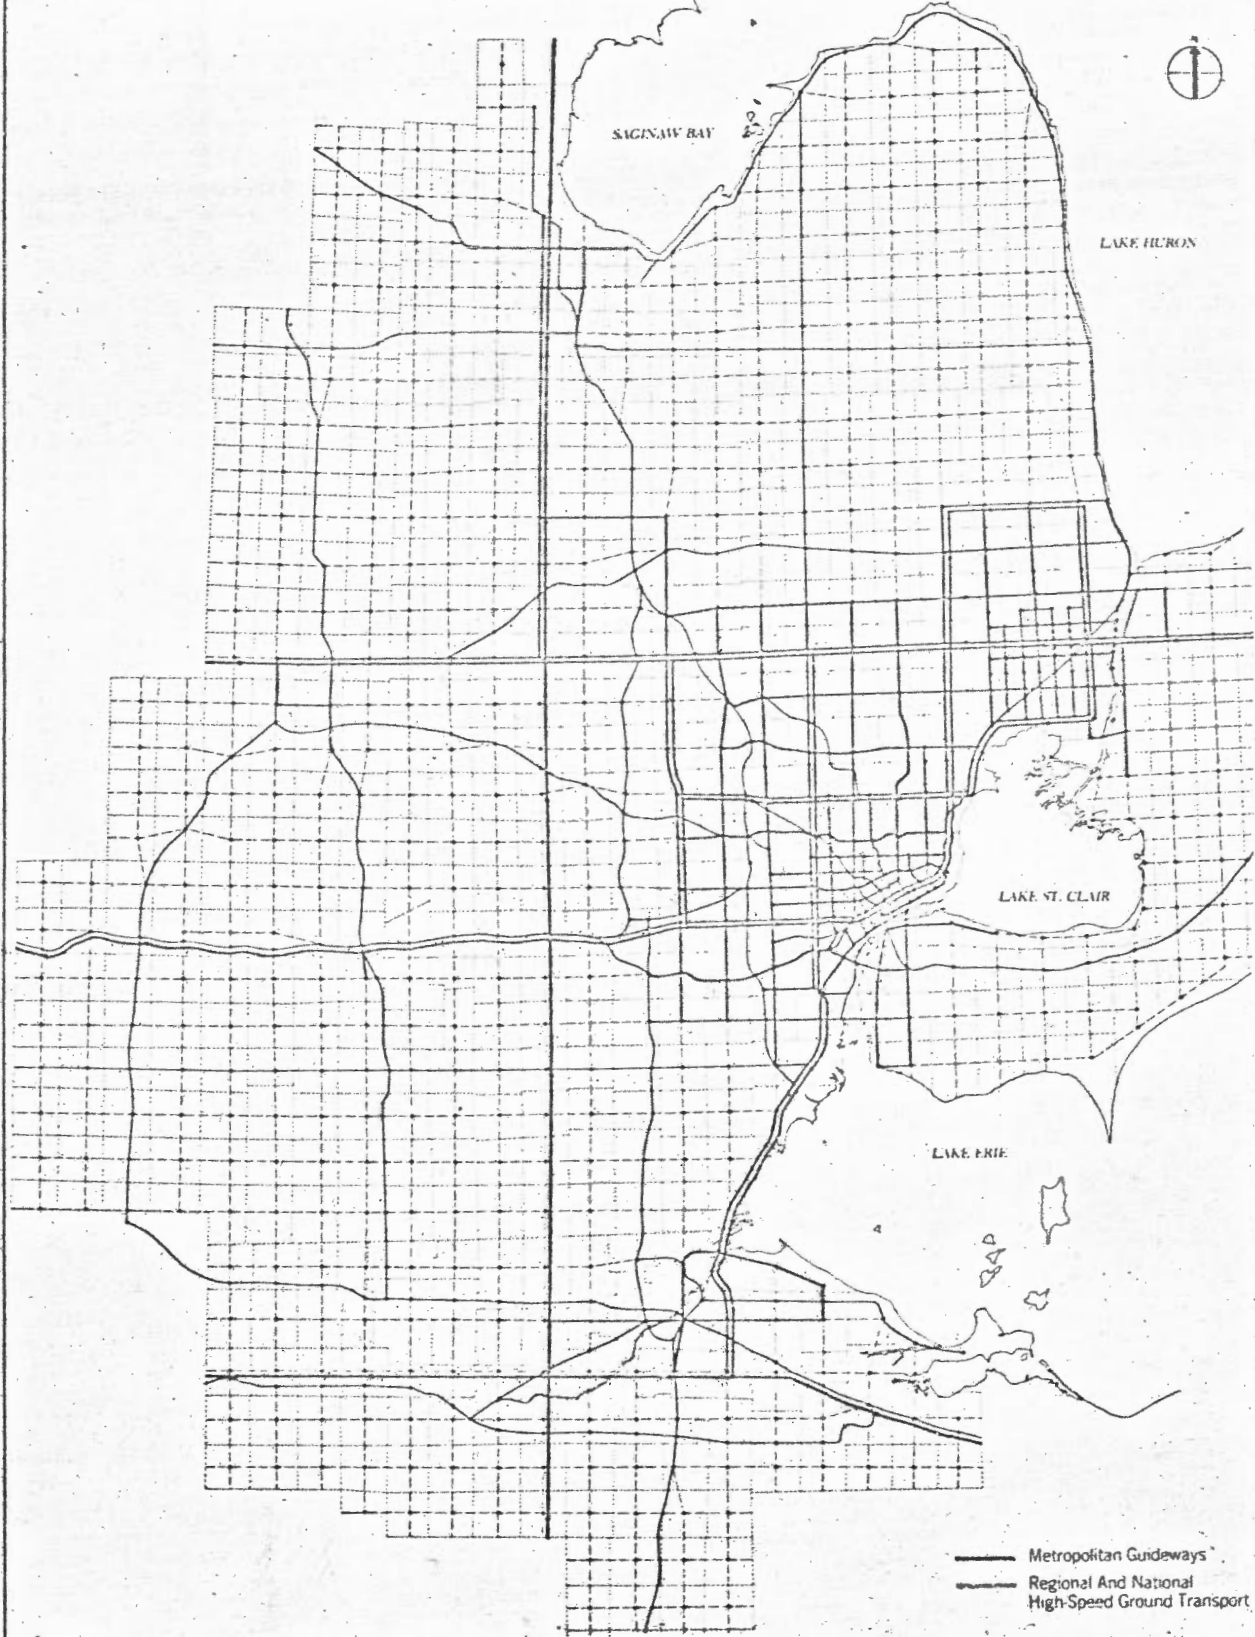 SAGINAW BAY
LAKE HURON
LAKE ST. CLAIR
LAKE ERIE
Metropolitan Guideways
Regional And National
High-Speed Ground Transport